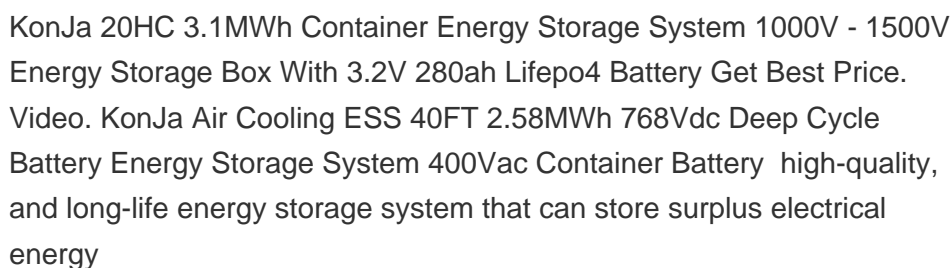 KonJa 20HC 3.1MWh Container Energy Storage System 1000V - 1500V
Energy Storage Box With 3.2V 280ah Lifepo4 Battery Get Best Price.
Video. KonJa Air Cooling ESS 40FT 2.58MWh 768Vdc Deep Cycle
Battery Energy Storage System 400Vac Container Battery  high-quality,
and long-life energy storage system that can store surplus electrical
energy